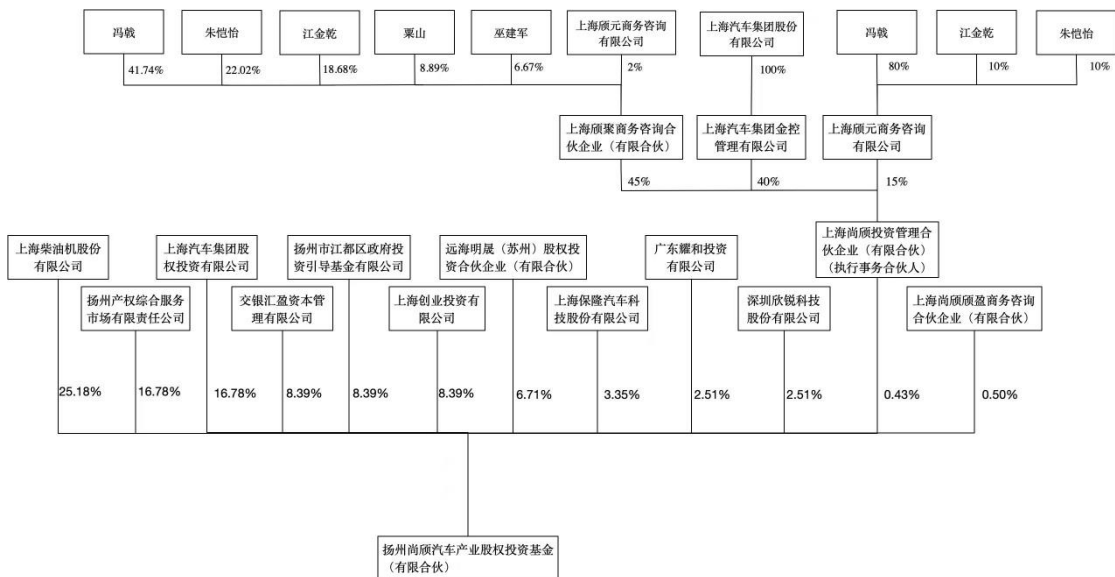 冯戟
朱恺怡
江金乾
粟山
巫建军
上海颀元商务咨询
有限公司
上海汽车集团股份
有限公司
冯戟
江金乾
朱恺怡
41.74%
22.02%
18.68%
8.89%
6.67%
2%
100%
80%
10%
10%
上海颀聚商务咨询合
伙企业（有限合伙）
上海汽车集团金控
管理有限公司
上海颀元商务咨询
有限公司
45%
40%
15%
上海柴油机股份
有限公司
上海汽车集团股
权投资有限公司
扬州市江都区政府投
资引导基金有限公司
远海明晟（苏州）股权投
资合伙企业（有限合伙）
广东耀和投资
有限公司
上海尚颀投资管理合
伙企业（有限合伙）
（执行事务合伙人）
扬州产权综合服务
市场有限责任公司
交银汇盈资本管
理有限公司
上海创业投资有
限公司
上海保隆汽车科
技股份有限公司
深圳欣锐科技
股份有限公司
上海尚颀颀盈商务咨询
合伙企业（有限合伙）
25.18%
16.78%
16.78%
8.39%
8.39%
8.39%
6.71%
3.35%
2.51%
2.51%
0.43%
0.50%
扬州尚颀汽车产业股权投资基金
（有限合伙）